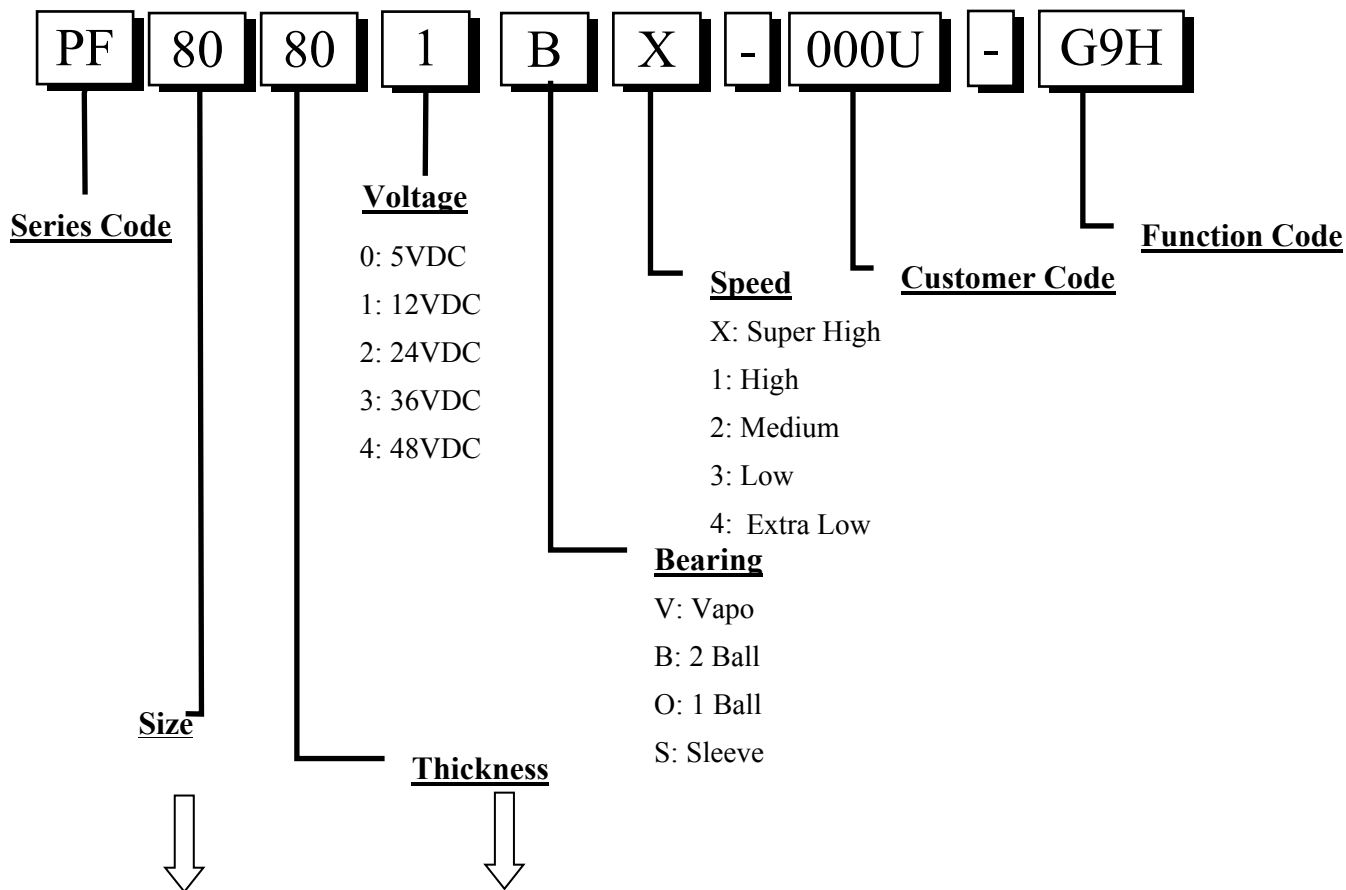 PF 80 80 1 B X - 000U - G9H
Series Code
Voltage
0: 5VDC
1: 12VDC
2: 24VDC
3: 36VDC
4: 48VDC
Function Code
Customer Code
Speed
X: Super High
1: High
2: Medium
3: Low
4: Extra Low
Bearing
V: Vapo
B: 2 Ball
O: 1 Ball
S: Sleeve
Size
Thickness